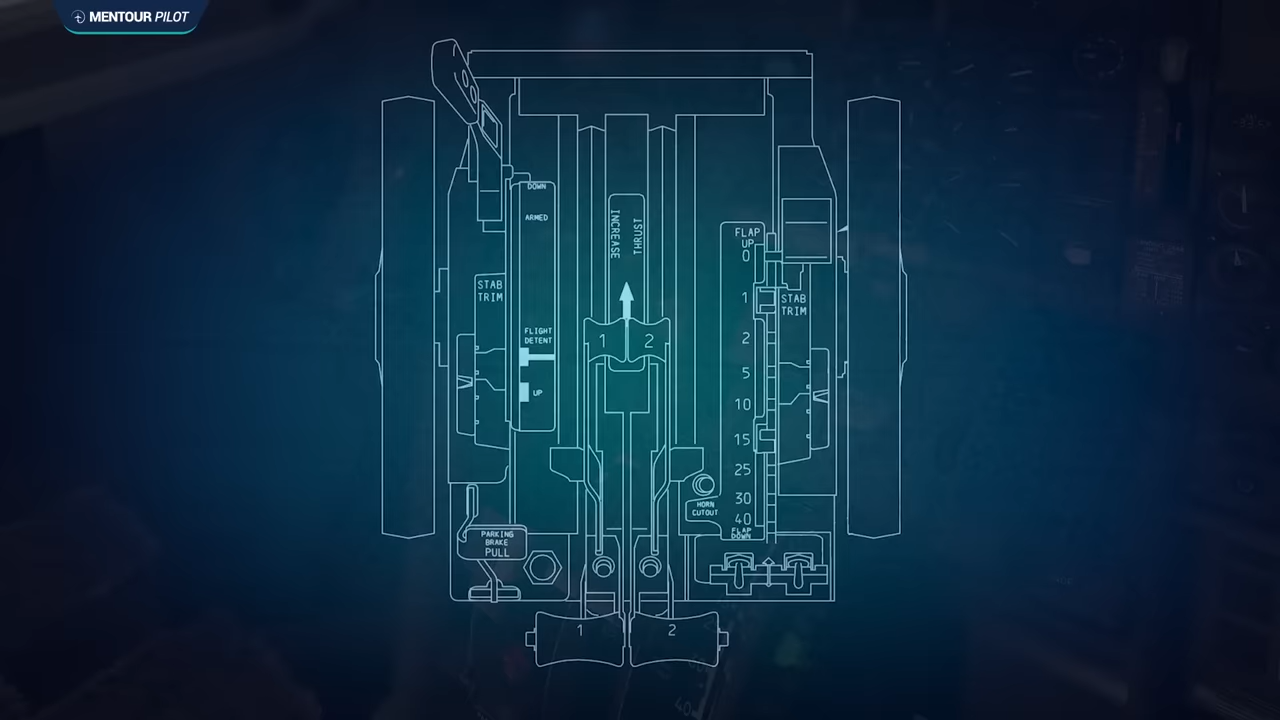 MENTOUR PILOT
DOWN
ARMED
FLIGHT
DETENT
UP
STAB
TRIM
INCREASE
THRUST
1
2
FLAP
UP
0
1
2
5
10
15
25
30
40
FLAP
DOWN
STAB
TRIM
HORN
CUTOUT
PARKING
BRAKE
PULL
1
2